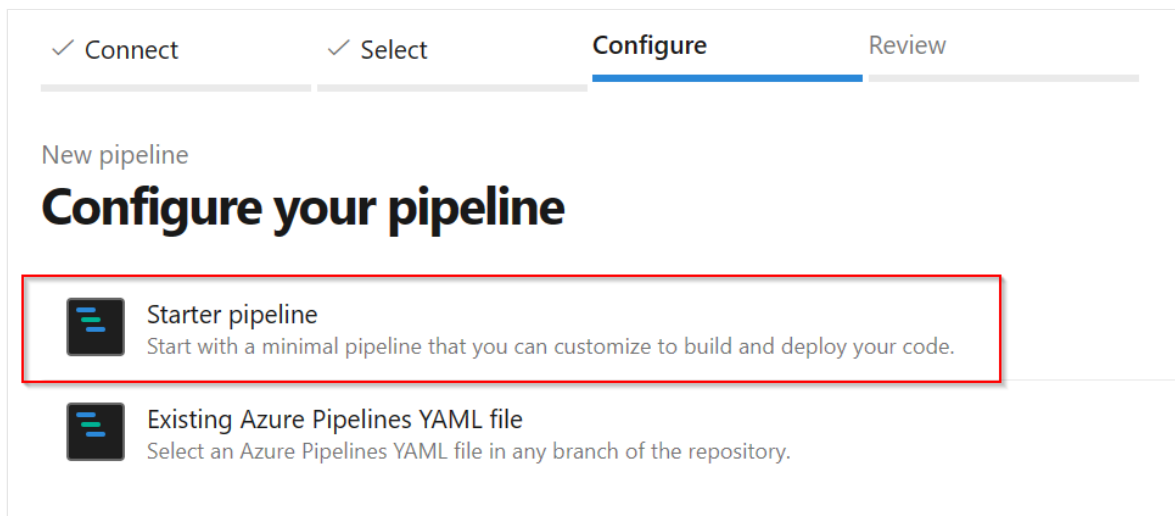 Connect Select Configure Review
New pipeline
Configure your pipeline
Starter pipeline
Start with a minimal pipeline that you can customize to build and deploy your code.
Existing Azure Pipelines YAML file
Select an Azure Pipelines YAML file in any branch of the repository.